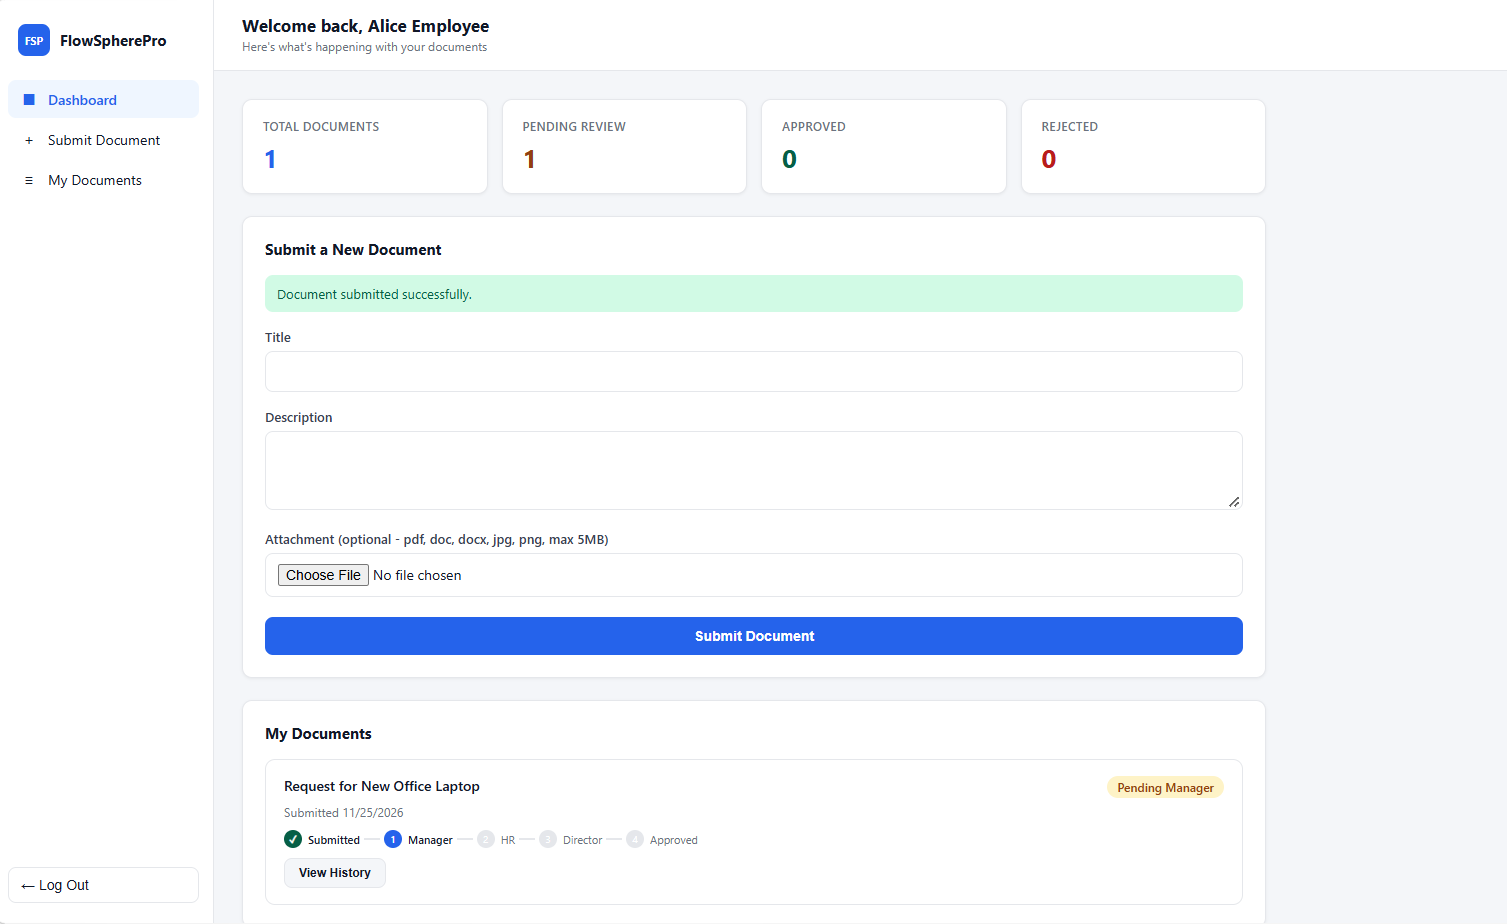 FSP
FlowSpherePro
Dashboard
+ Submit Document
☰ My Documents
← Log Out
Welcome back, Alice Employee
Here's what's happening with your documents
TOTAL DOCUMENTS
1
PENDING REVIEW
1
APPROVED
0
REJECTED
0
Submit a New Document
Document submitted successfully.
Title
Description
Attachment (optional - pdf, doc, docx, jpg, png, max 5MB)
Choose File No file chosen
Submit Document
My Documents
Request for New Office Laptop
Pending Manager
Submitted 11/25/2026
✓ Submitted 1 Manager 2 HR 3 Director 4 Approved
View History